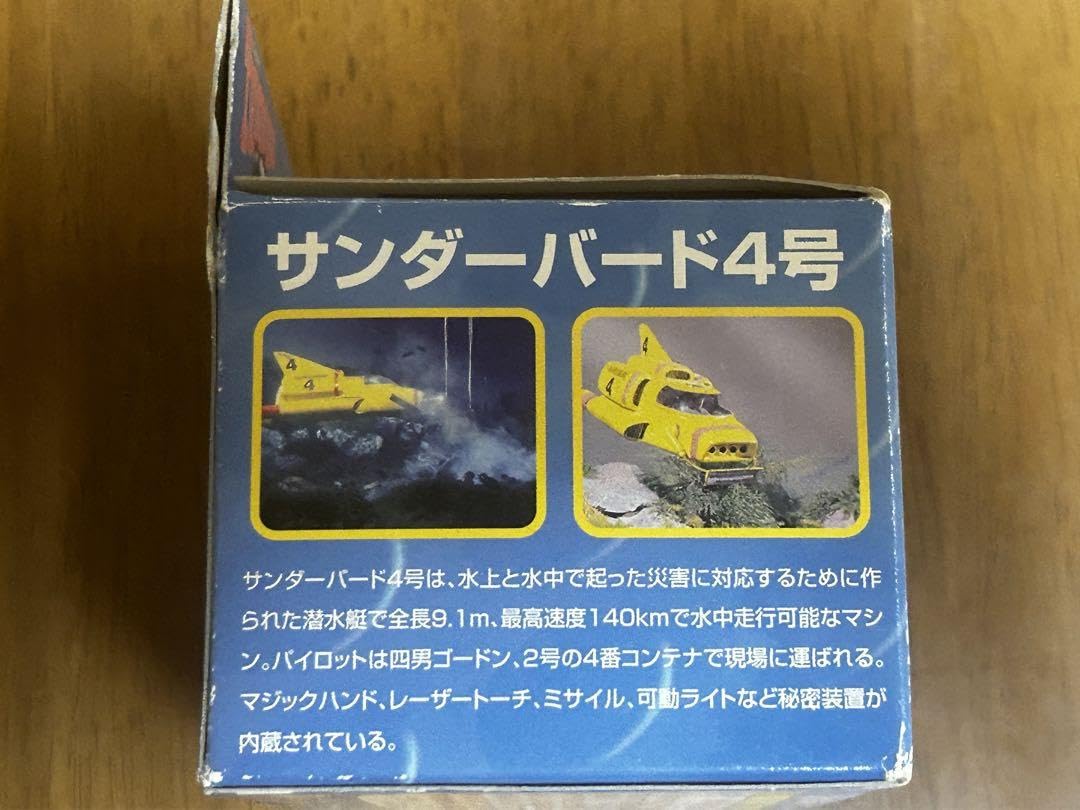 サンダーバード4号
4
4
4
4
サンダーバード4号は、水上と水中で起った災害に対応するために作
られた潜水艇で全長9.1m、最高速度140kmで水中走行可能なマシ
ン。パイロットは四男ゴードン、2号の4番コンテナで現場に運ばれる。
マジックハンド、レーザートーチ、ミサイル、可動ライトなど秘密装置が
内蔵されている。